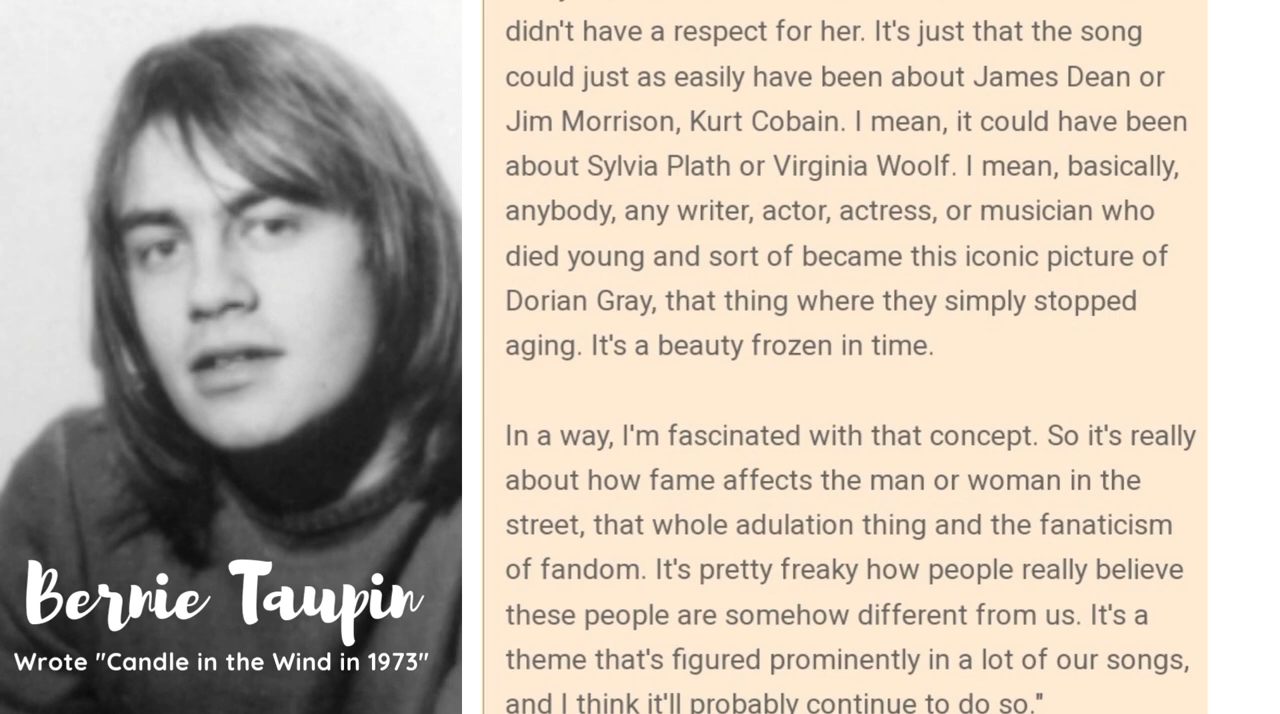 Bernie Taupin
Wrote "Candle in the Wind in 1973"
didn't have a respect for her. It's just that the song
could just as easily have been about James Dean or
Jim Morrison, Kurt Cobain. I mean, it could have been
about Sylvia Plath or Virginia Woolf. I mean, basically,
anybody, any writer, actor, actress, or musician who
died young and sort of became this iconic picture of
Dorian Gray, that thing where they simply stopped
aging. It's a beauty frozen in time.
In a way, I'm fascinated with that concept. So it's really
about how fame affects the man or woman in the
street, that whole adulation thing and the fanaticism
of fandom. It's pretty freaky how people really believe
these people are somehow different from us. It's a
theme that's figured prominently in a lot of our songs,
and I think it'll probably continue to do so."